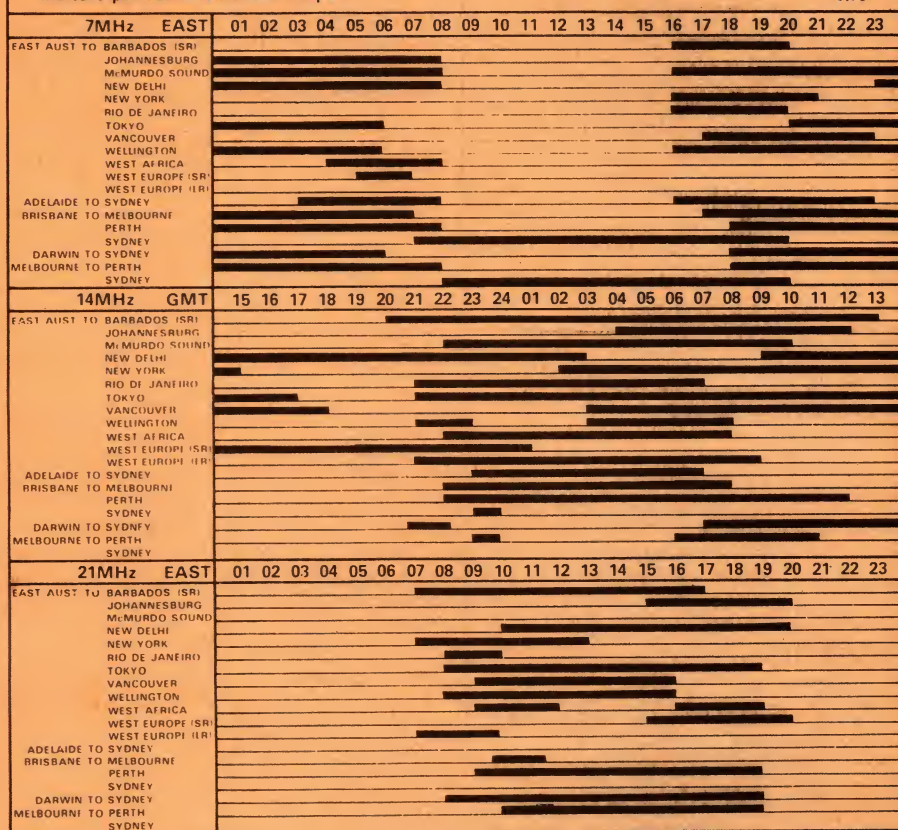 7MHz EAST 01 02 03 04 05 06 07 08 09 10 11 12 13 14 15 16 17 18 19 20 21 22 23
EAST AUST TO BARBADOS (SR)
JOHANNESBURG
McMURDO SOUND
NEW DELHI
NEW YORK
RIO DE JANEIRO
TOKYO
VANCOUVER
WELLINGTON
WEST AFRICA
WEST EUROPE (SR)
WEST EUROPE (LR)
ADELAIDE TO SYDNEY
BRISBANE TO MELBOURNE
PERTH
SYDNEY
DARWIN TO SYDNEY
MELBOURNE TO PERTH
SYDNEY
14MHz GMT 15 16 17 18 19 20 21 22 23 24 01 02 03 04 05 06 07 08 09 10 11 12 13
EAST AUST TO BARBADOS (SR)
JOHANNESBURG
McMURDO SOUND
NEW DELHI
NEW YORK
RIO DE JANEIRO
TOKYO
VANCOUVER
WELLINGTON
WEST AFRICA
WEST EUROPE (SR)
WEST EUROPE (LR)
ADELAIDE TO SYDNEY
BRISBANE TO MELBOURNE
PERTH
SYDNEY
DARWIN TO SYDNEY
MELBOURNE TO PERTH
SYDNEY
21MHz EAST 01 02 03 04 05 06 07 08 09 10 11 12 13 14 15 16 17 18 19 20 21 22 23
EAST AUST TO BARBADOS (SR)
JOHANNESBURG
McMURDO SOUND
NEW DELHI
NEW YORK
RIO DE JANEIRO
TOKYO
VANCOUVER
WELLINGTON
WEST AFRICA
WEST EUROPE (SR)
WEST EUROPE (LR)
ADELAIDE TO SYDNEY
BRISBANE TO MELBOURNE
PERTH
SYDNEY
DARWIN TO SYDNEY
MELBOURNE TO PERTH
SYDNEY